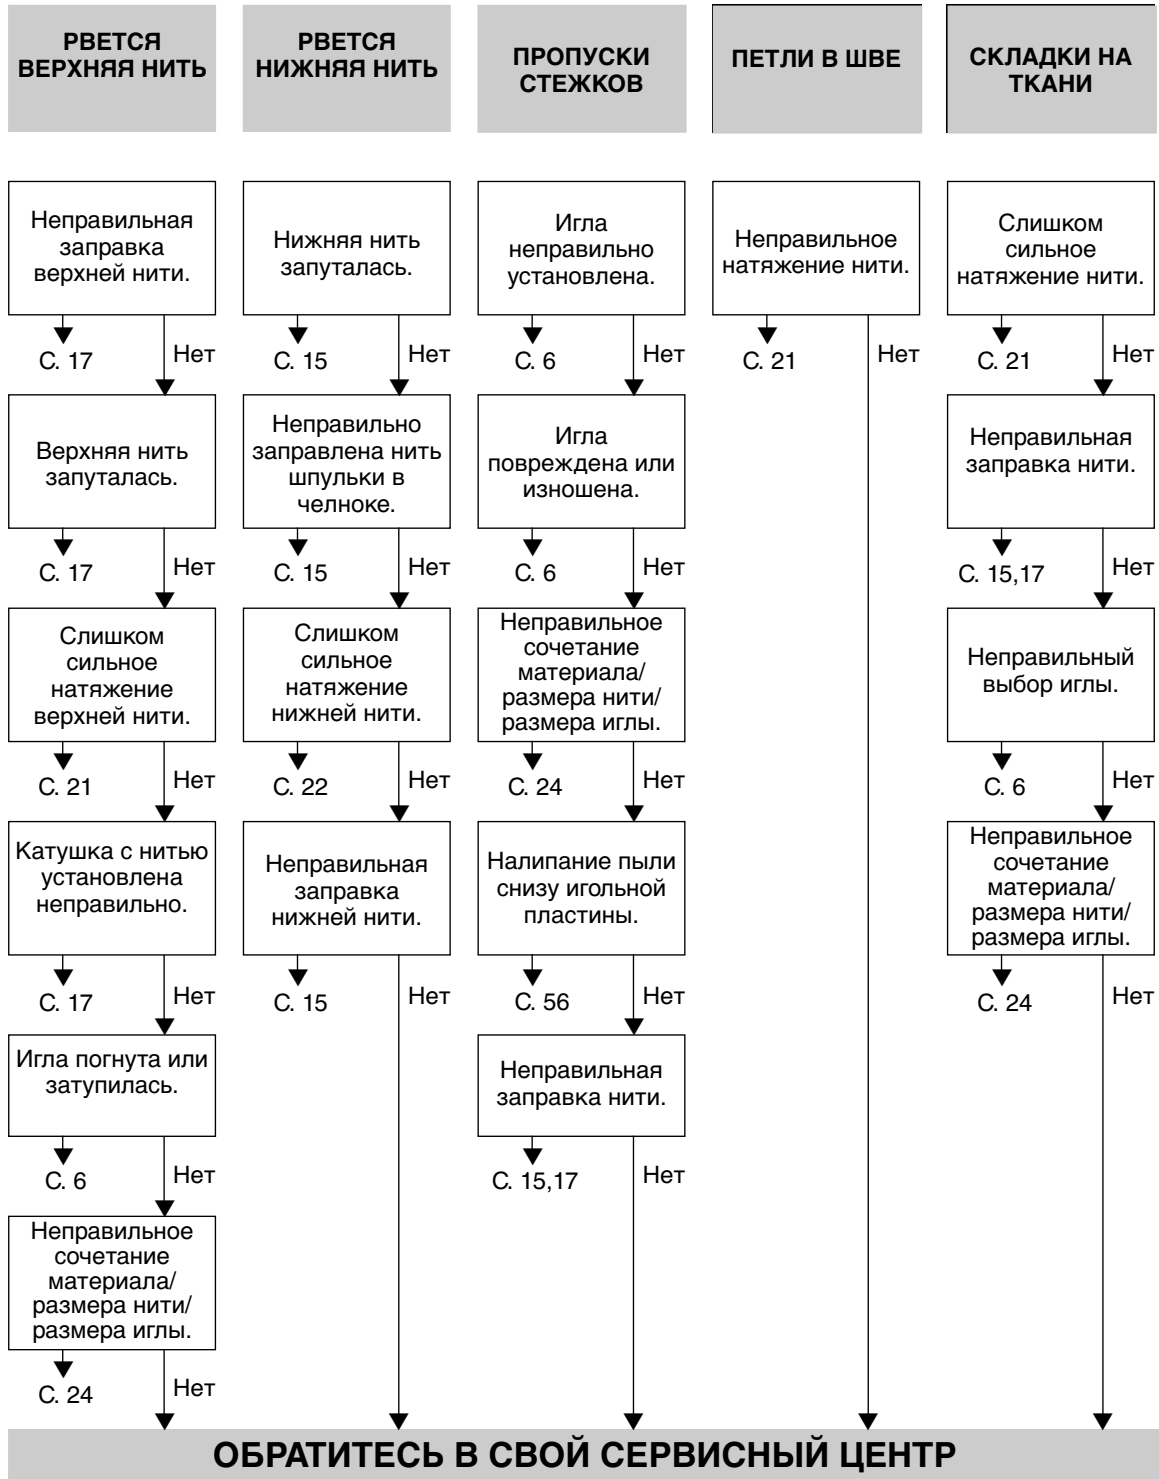 РВЕТСЯ
ВЕРХНЯЯ НИТЬ
Неправильная
заправка
верхней нити.
С. 17
Нет
Верхняя нить
запуталась.
С. 17
Нет
Слишком
сильное
натяжение
верхней нити.
С. 21
Нет
Катушка с нитью
установлена
неправильно.
С. 17
Нет
Игла погнута или
затупилась.
С. 6
Нет
Неправильное
сочетание
материала/
размера нити/
размера иглы.
С. 24
Нет
РВЕТСЯ
НИЖНЯЯ НИТЬ
Нижняя нить
запуталась.
С. 15
Нет
Неправильно
заправлена нить
шпульки в
челноке.
С. 15
Нет
Слишком
сильное
натяжение
нижней нити.
С. 22
Нет
Неправильная
заправка
нижней нити.
С. 15
Нет
ПРОПУСКИ
СТЕЖКОВ
Игла
неправильно
установлена.
С. 6
Нет
Игла
повреждена или
изношена.
С. 6
Нет
Неправильное
сочетание
материала/
размера нити/
размера иглы.
С. 24
Нет
Налипание пыли
снизу игольной
пластины.
С. 56
Нет
Неправильная
заправка нити.
С. 15,17
Нет
ПЕТЛИ В ШВЕ
Неправильное
натяжение нити.
С. 21
Нет
СКЛАДКИ НА
ТКАНИ
Слишком
сильное
натяжение нити.
С. 21
Нет
Неправильная
заправка нити.
С. 15,17
Нет
Неправильный
выбор иглы.
С. 6
Нет
Неправильное
сочетание
материала/
размера нити/
размера иглы.
С. 24
Нет
ОБРАТИТЕСЬ В СВОЙ СЕРВИСНЫЙ ЦЕНТР